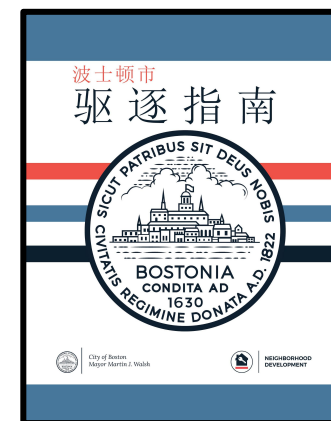 波士顿市
驱逐指南
SICUT PATRIBUS SIT DEUS NOBIS
CIVITATIS REGIMINE DONATA A.D. 1822
BOSTONIA
CONDITA AD
1630
City of Boston
Mayor Martin J. Walsh
NEIGHBORHOOD
DEVELOPMENT